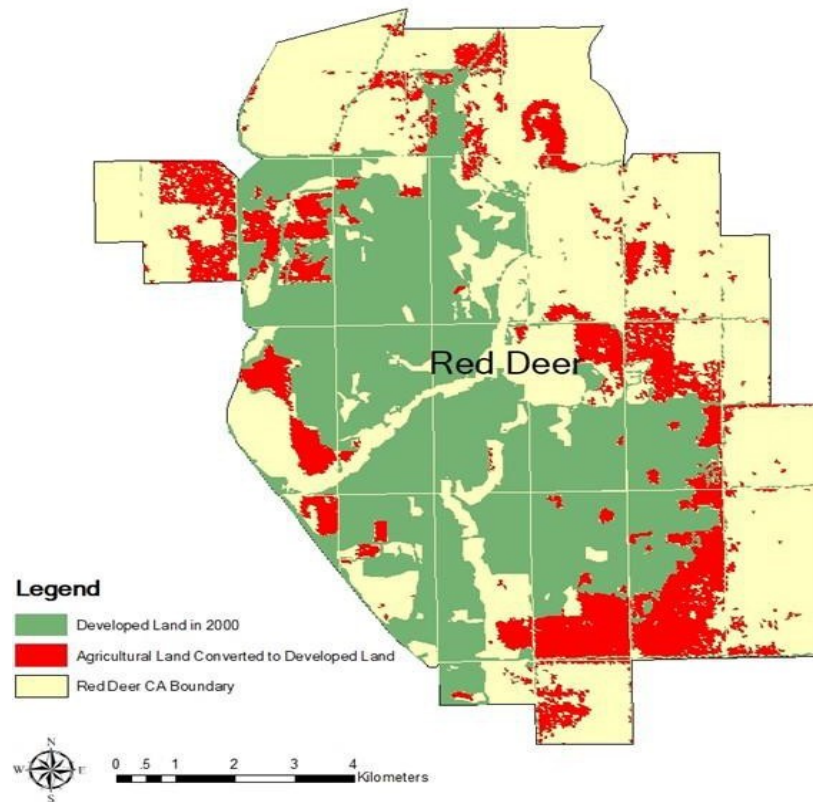 Red Deer
Legend
Developed Land in 2000
Agricultural Land Converted to Developed Land
Red Deer CA Boundary
N
W E
S
0 .5 1 2 3 4
Kilometers